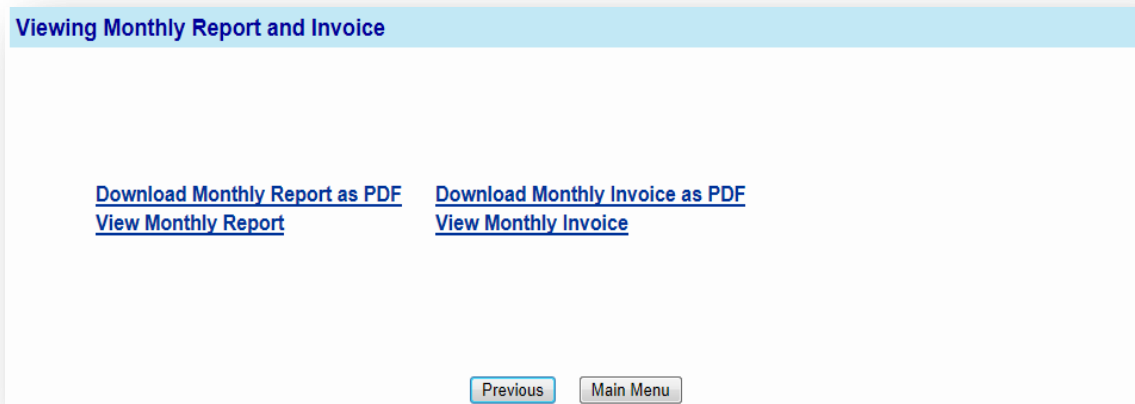 Viewing Monthly Report and Invoice
Download Monthly Report as PDF Download Monthly Invoice as PDF
View Monthly Report View Monthly Invoice
Previous Main Menu